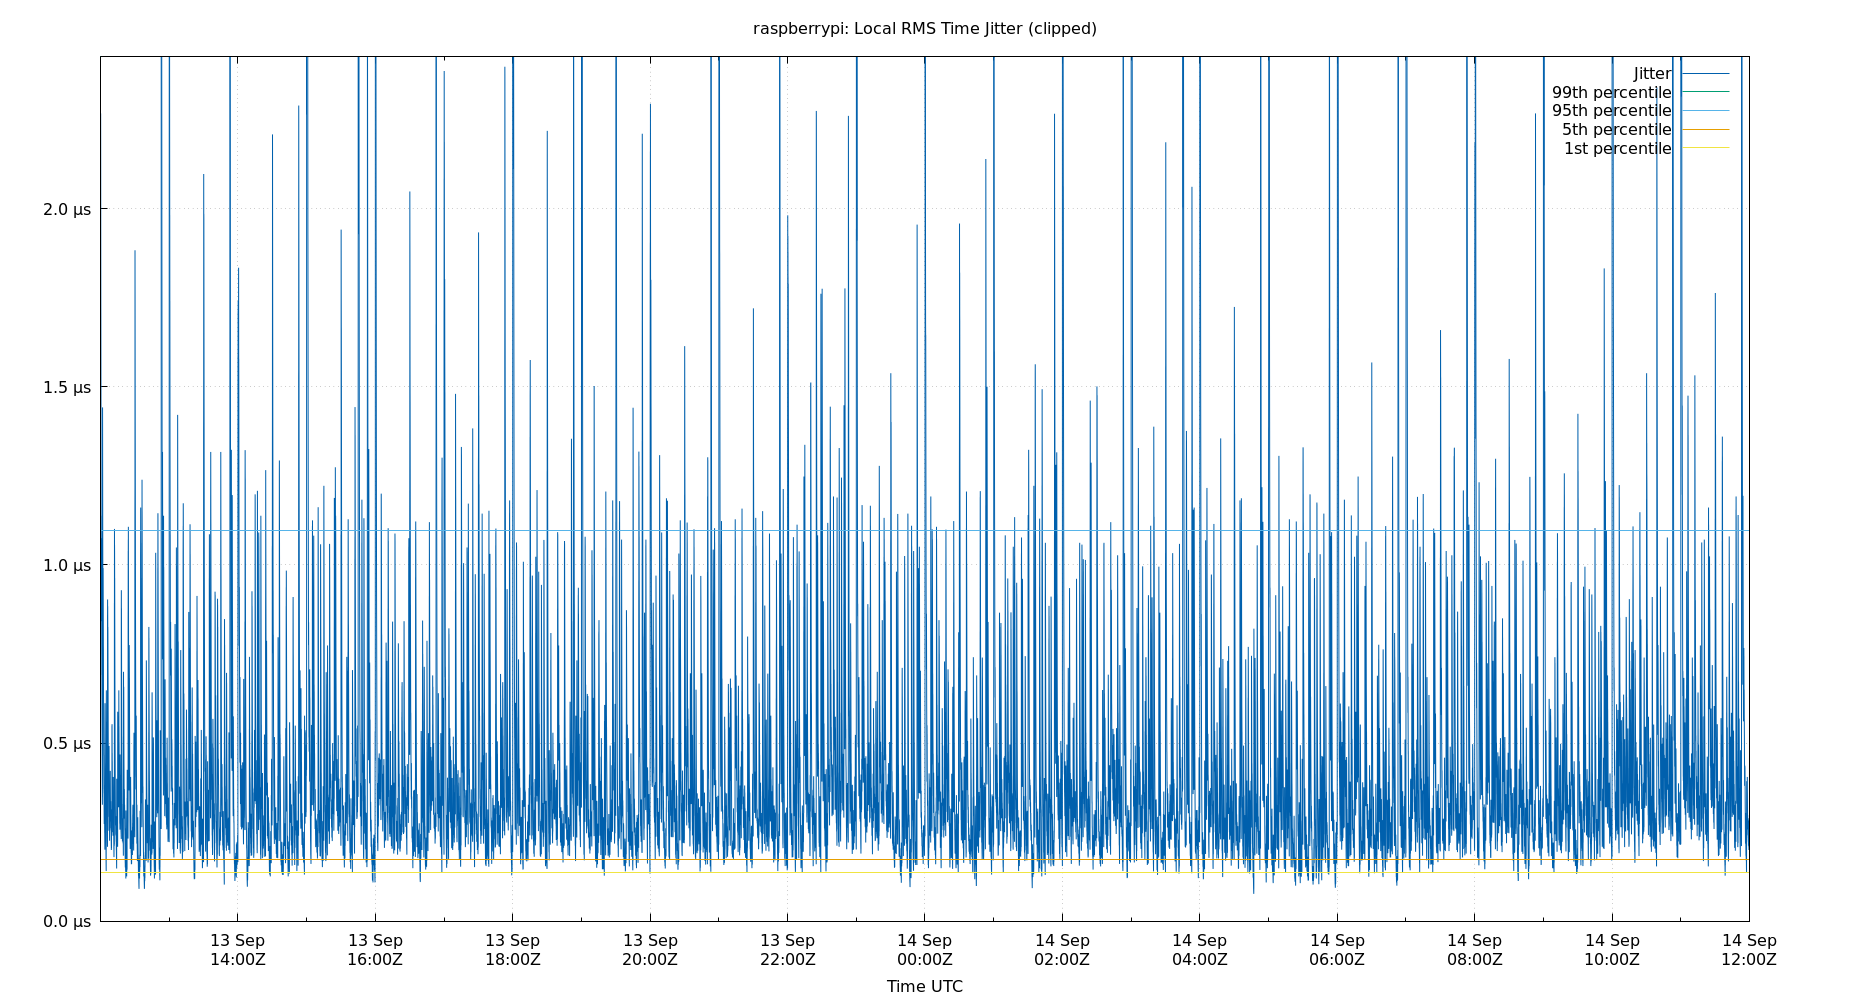 raspberrypi: Local RMS Time Jitter (clipped)
Jitter
99th percentile
95th percentile
5th percentile
1st percentile
2.0 μs
1.5 μs
1.0 μs
0.5 μs
0.0 μs
13 Sep 13 Sep 13 Sep 13 Sep 13 Sep 14 Sep 14 Sep 14 Sep 14 Sep 14 Sep 14 Sep 14 Sep
14:00Z 16:00Z 18:00Z 20:00Z 22:00Z 00:00Z 02:00Z 04:00Z 06:00Z 08:00Z 10:00Z 12:00Z
Time UTC